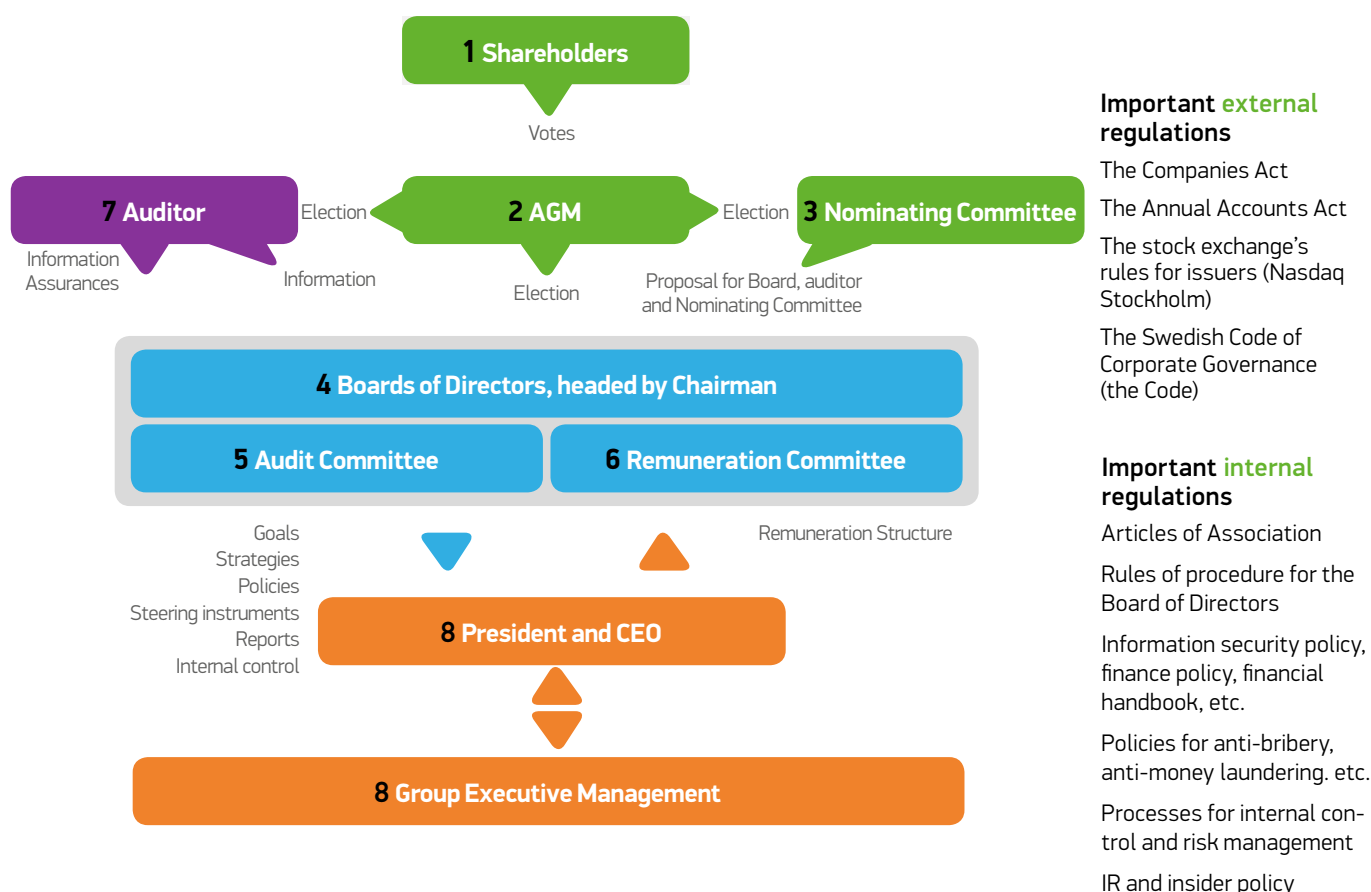 1 Shareholders
Votes
7 Auditor
Election
2 AGM
Election
3 Nominating Committee
Information
Assurances
Information
Election
Proposal for Board, auditor
and Nominating Committee
4 Boards of Directors, headed by Chairman
5 Audit Committee
6 Remuneration Committee
Goals
Strategies
Policies
Steering instruments
Reports
Internal control
Remuneration Structure
8 President and CEO
8 Group Executive Management
Important external
regulations
The Companies Act
The Annual Accounts Act
The stock exchange's
rules for issuers (Nasdaq
Stockholm)
The Swedish Code of
Corporate Governance
(the Code)
Important internal
regulations
Articles of Association
Rules of procedure for the
Board of Directors
Information security policy,
finance policy, financial
handbook, etc.
Policies for anti-bribery,
anti-money laundering. etc.
Processes for internal con-
trol and risk management
IR and insider policy